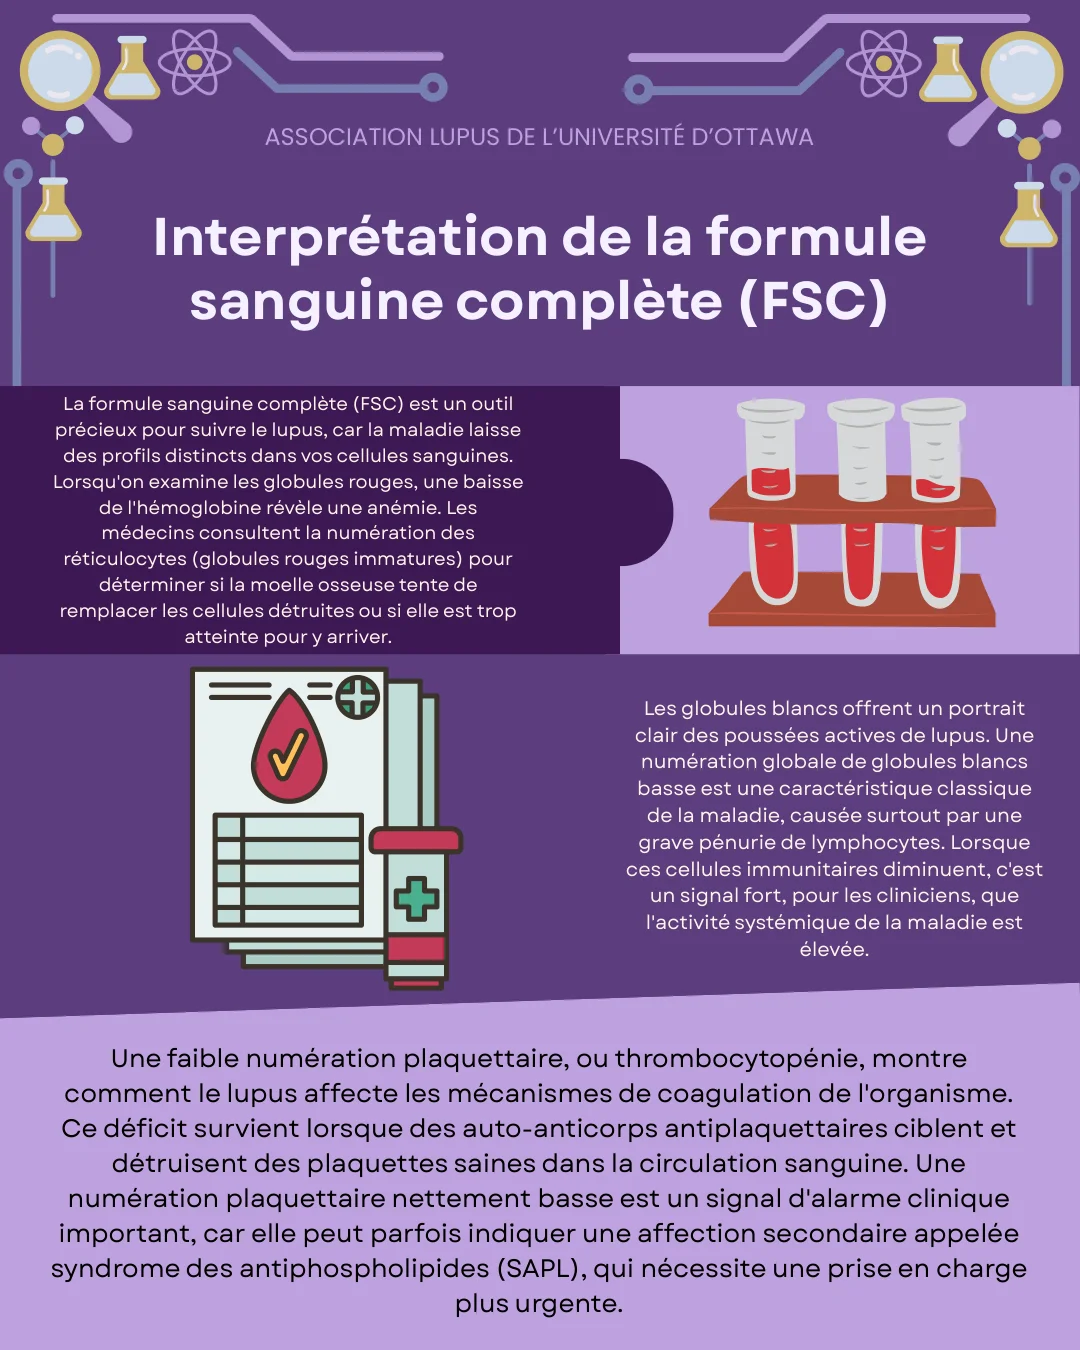 ASSOCIATION LUPUS DE L’UNIVERSITÉ D’OTTAWA
Interprétation de la formule
sanguine complète (FSC)
La formule sanguine complète (FSC) est un outil
précieux pour suivre le lupus, car la maladie laisse
des profils distincts dans vos cellules sanguines.
Lorsqu'on examine les globules rouges, une baisse
de l'hémoglobine révèle une anémie. Les
médecins consultent la numération des
réticulocytes (globules rouges immatures) pour
déterminer si la moelle osseuse tente de
remplacer les cellules détruites ou si elle est trop
atteinte pour y arriver.
Les globules blancs offrent un portrait
clair des poussées actives de lupus. Une
numération globale de globules blancs
basse est une caractéristique classique
de la maladie, causée surtout par une
grave pénurie de lymphocytes. Lorsque
ces cellules immunitaires diminuent, c'est
un signal fort, pour les cliniciens, que
l'activité systémique de la maladie est
élevée.
Une faible numération plaquettaire, ou thrombocytopénie, montre
comment le lupus affecte les mécanismes de coagulation de l'organisme.
Ce déficit survient lorsque des auto-anticorps antiplaquettaires ciblent et
détruisent des plaquettes saines dans la circulation sanguine. Une
numération plaquettaire nettement basse est un signal d'alarme clinique
important, car elle peut parfois indiquer une affection secondaire appelée
syndrome des antiphospholipides (SAPL), qui nécessite une prise en charge
plus urgente.